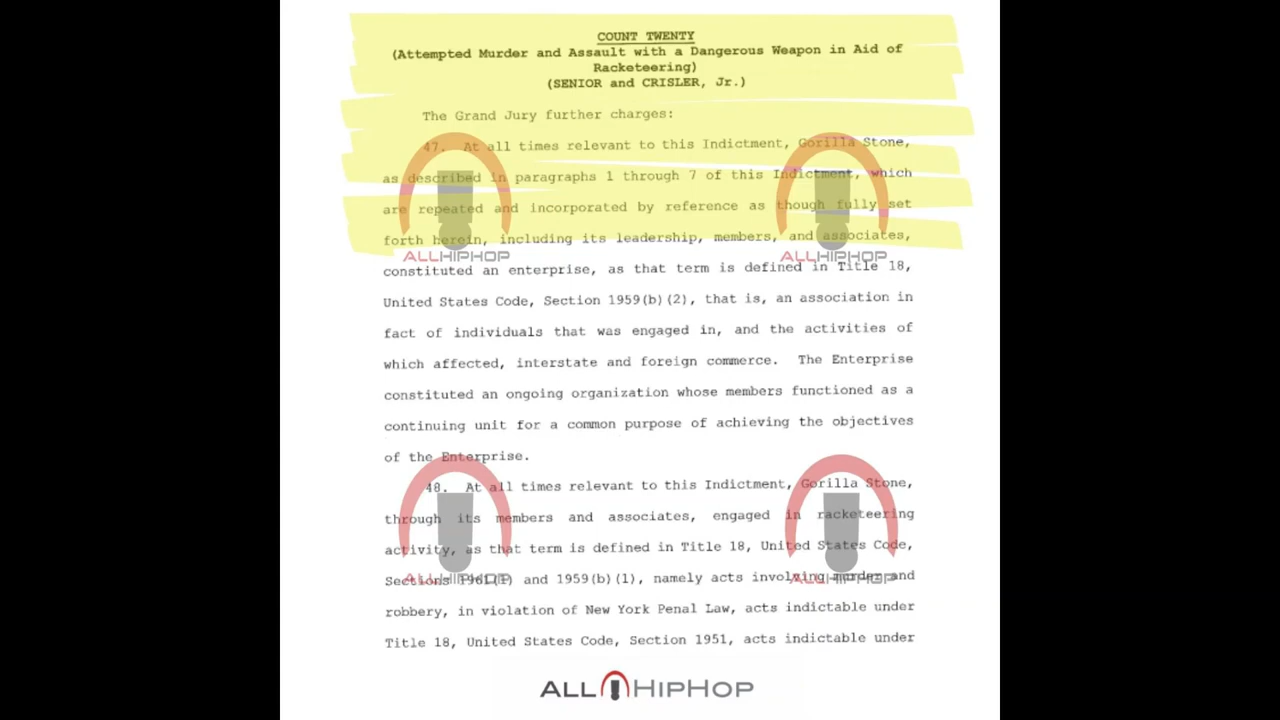 COUNT TWENTY
(Attempted Murder and Assault with a Dangerous Weapon in Aid of
Racketeering)
(SENIOR and CRISLER, Jr.)
The Grand Jury further charges:
47. At all times relevant to this Indictment, Gorilla Stone,
as described in paragraphs 1 through 7 of this Indictment, which
are repeated and incorporated by reference as though fully set
forth herein, including its leadership, members, and associates,
ALLHIPHOP ALLHIPHOP
constituted an enterprise, as that term is defined in Title 18,
United States Code, Section 1959(b)(2), that is, an association in
fact of individuals that was engaged in, and the activities of
which affected, interstate and foreign commerce. The Enterprise
constituted an ongoing organization whose members functioned as a
continuing unit for a common purpose of achieving the objectives
of the Enterprise.
48. At all times relevant to this Indictment, Gorilla Stone,
through its members and associates, engaged in racketeering
activity, as that term is defined in Title 18, United States Code,
Sections 1961(1) and 1959(b)(1), namely acts involving murder and
ALLHIPHOP ALLHIPHOP
robbery, in violation of New York Penal Law, acts indictable under
Title 18, United States Code, Section 1951, acts indictable under
ALLHIPHOP